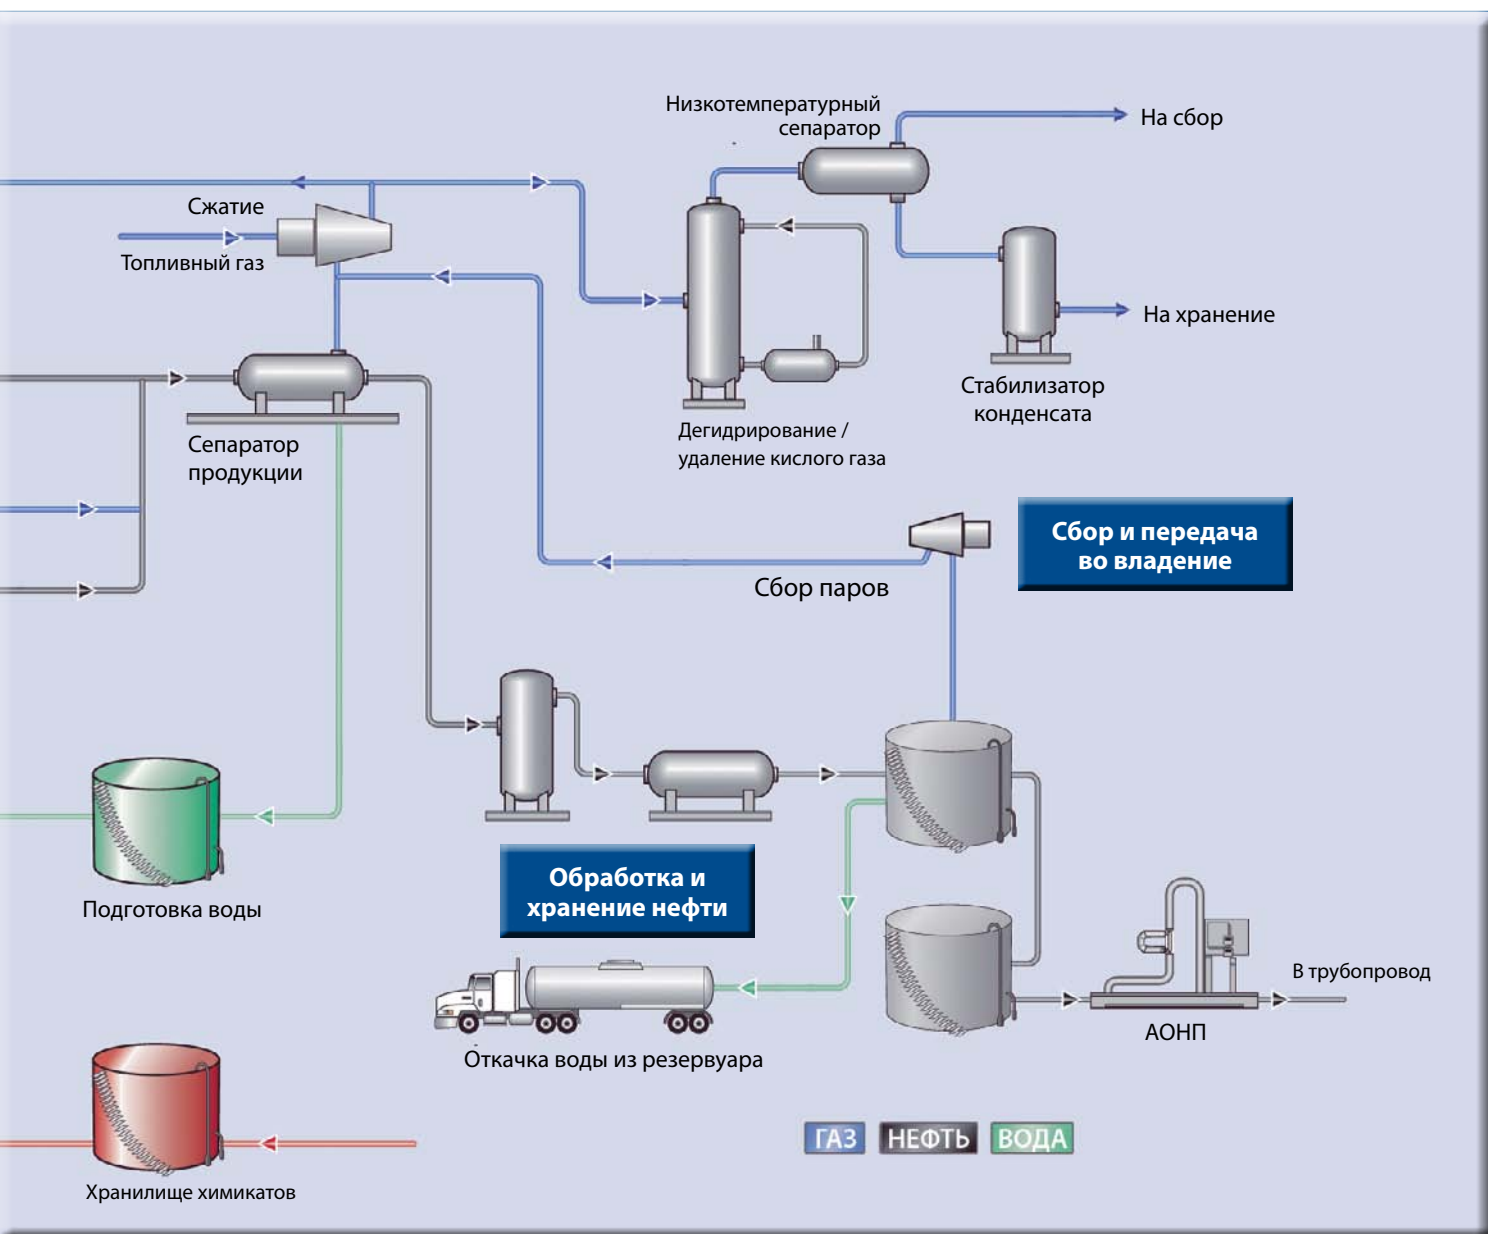 Низкотемпературный
сепаратор
На сбор
Сжатие
Топливный газ
На хранение
Стабилизатор
конденсата
Сепаратор
продукции
Дегидрирование /
удаление кислого газа
Сбор и передача
во владение
Сбор паров
Обработка и
хранение нефти
Подготовка воды
В трубопровод
АОНП
Откачка воды из резервуара
ГАЗ НЕФТЬ ВОДА
Хранилище химикатов